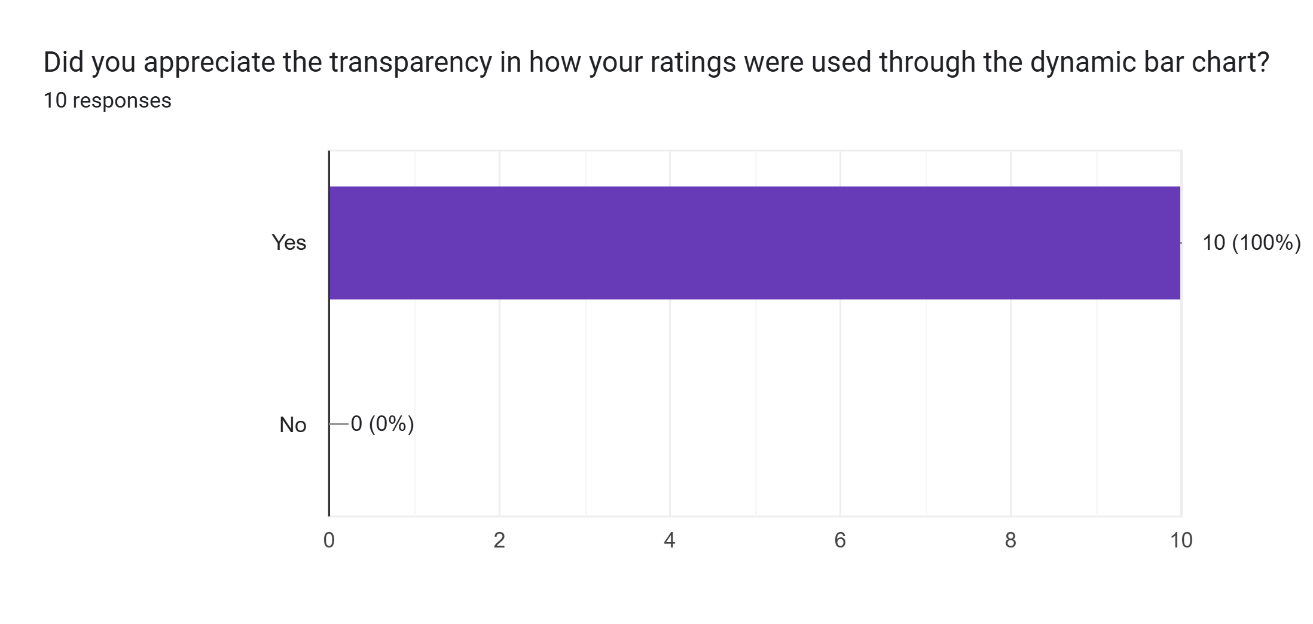 Did you appreciate the transparency in how your ratings were used through the dynamic bar chart?
10 responses
Yes
10 (100%)
No
0 (0%)
0 2 4 6 8 10